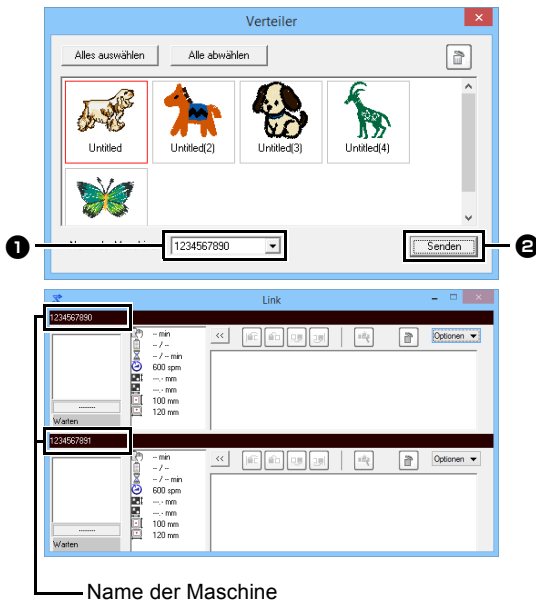 Verteiler
Alles auswählen Alle abwählen
Untitled Untitled(2) Untitled(3) Untitled(4)
❶ 1234567890 Senden ❷
Link
1234567890
-- min
-- / --
-- / -- min
600 spm
---.- mm
---.- mm
100 mm
120 mm
<< Optionen
--------
Warten
1234567891
-- min
-- / --
-- / -- min
600 spm
---.- mm
---.- mm
100 mm
120 mm
<< Optionen
--------
Warten
Name der Maschine